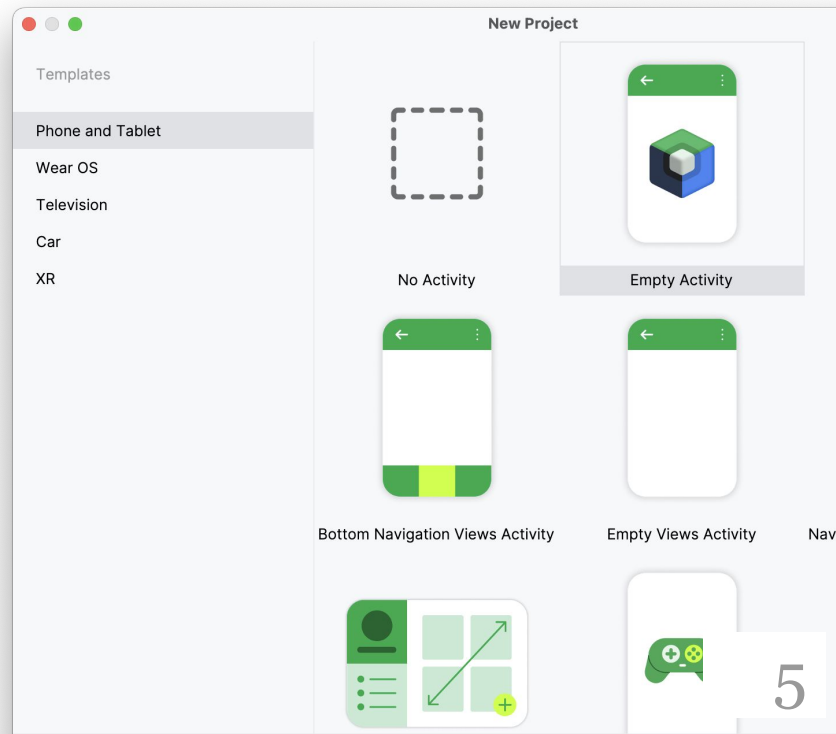 New Project
Templates
Phone and Tablet
Wear OS
Television
Car
XR
No Activity
Empty Activity
Bottom Navigation Views Activity
Empty Views Activity
Nav
5